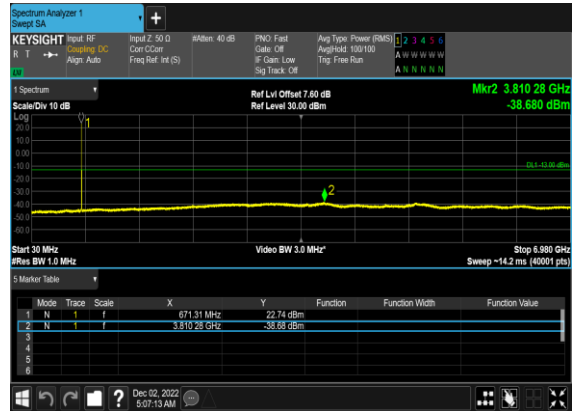 Spectrum Analyzer 1
Swept SA
+
KEYSIGHT Input: RF Input Z: 50 Ω #Atten: 40 dB PNO: Fast Avg Type: Power (RMS) 1 2 3 4 5 6
R T Coupling: DC Corr CCorr Gate: Off Avg|Hold: 100/100 A W W W W W
Align: Auto Freq Ref: Int (S) IF Gain: Low Trig: Free Run
Sig Track: Off A N N N N N
1 Spectrum Ref Lvl Offset 7.60 dB Mkr2 3.810 28 GHz
Scale/Div 10 dB Ref Level 30.00 dBm -38.680 dBm
Log
1
20.0
10.0
0.00
-10.0 DL1 -13.00 dBm
-20.0
-30.0 2
-40.0
-50.0
-60.0
Start 30 MHz Video BW 3.0 MHz* Stop 6.980 GHz
#Res BW 1.0 MHz Sweep ~14.2 ms (40001 pts)
5 Marker Table
Mode Trace Scale X Y Function Function Width Function Value
1 N 1 f 671.31 MHz 22.74 dBm
2 N 1 f 3.810 28 GHz -38.68 dBm
3
4
5
6
? Dec 02, 2022
5:07:13 AM